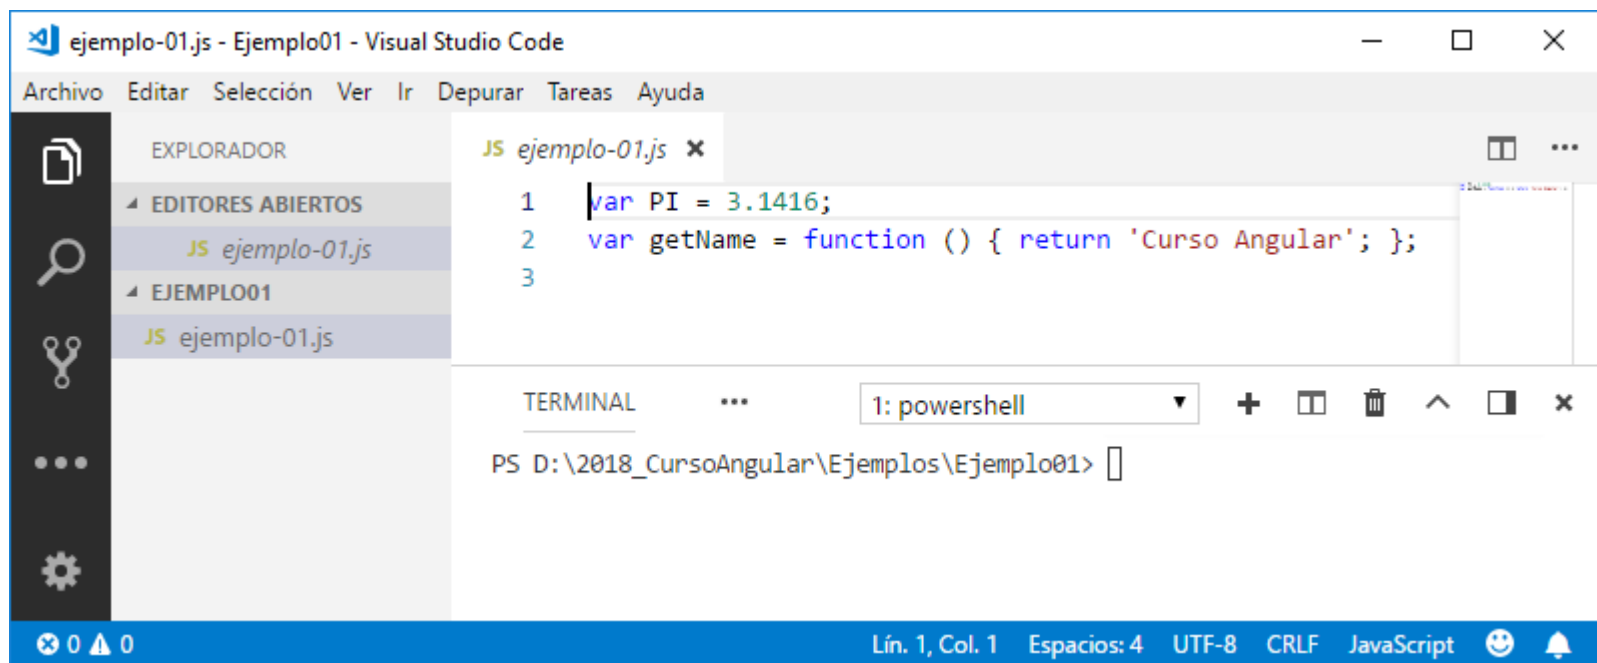 ejemplo-01.js - Ejemplo01 - Visual Studio Code
Archivo Editar Selección Ver Ir Depurar Tareas Ayuda
EXPLORADOR
EDITORES ABIERTOS
JS ejemplo-01.js
EJEMPLO01
JS ejemplo-01.js
JS ejemplo-01.js
1 var PI = 3.1416;
2 var getName = function () { return 'Curso Angular'; };
3
TERMINAL
1: powershell
PS D:\2018_CursoAngular\Ejemplos\Ejemplo01>
0 0
Lín. 1, Col. 1 Espacios: 4 UTF-8 CRLF JavaScript